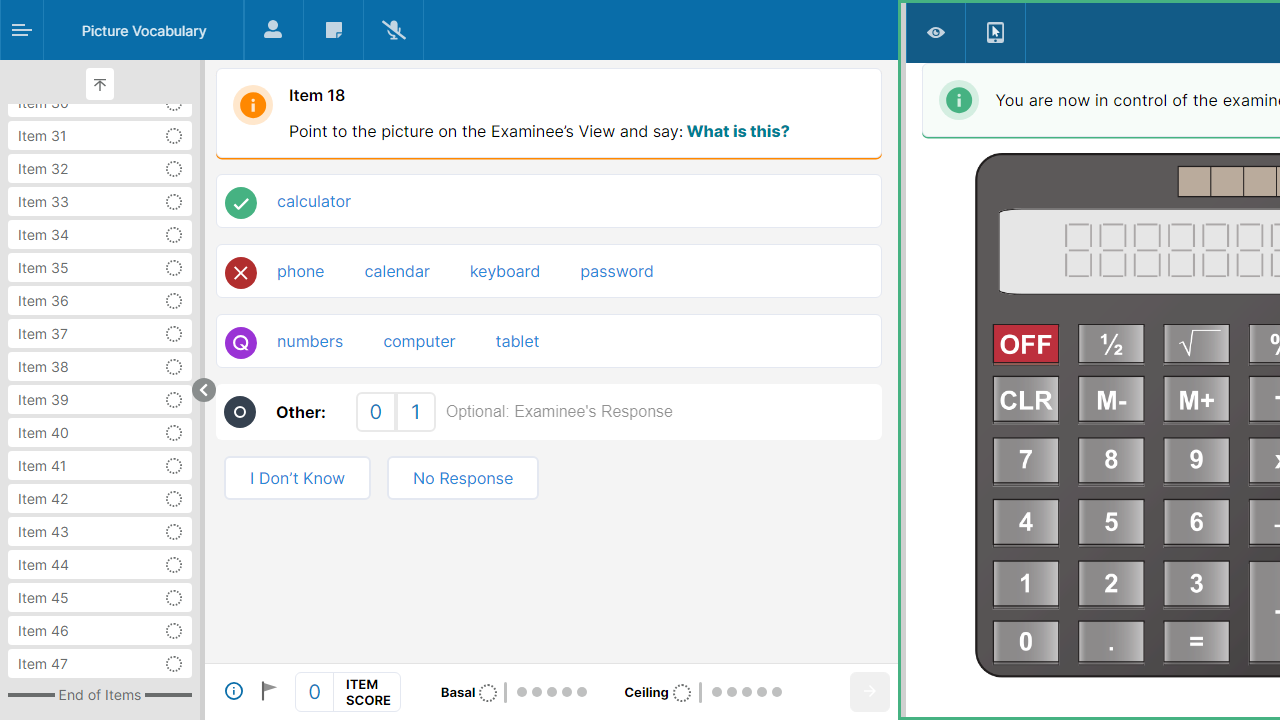 Picture Vocabulary
Item 30
Item 31
Item 32
Item 33
Item 34
Item 35
Item 36
Item 37
Item 38
Item 39
Item 40
Item 41
Item 42
Item 43
Item 44
Item 45
Item 46
Item 47
End of Items
Item 18
Point to the picture on the Examinee’s View and say: What is this?
calculator
phone calendar keyboard password
Q numbers computer tablet
Other: 0 1 Optional: Examinee's Response
I Don’t Know No Response
0 ITEM SCORE Basal Ceiling
You are now in control of the examin
OFF ½ √ %
CLR M- M+
7 8 9 x
4 5 6
1 2 3
0 . =